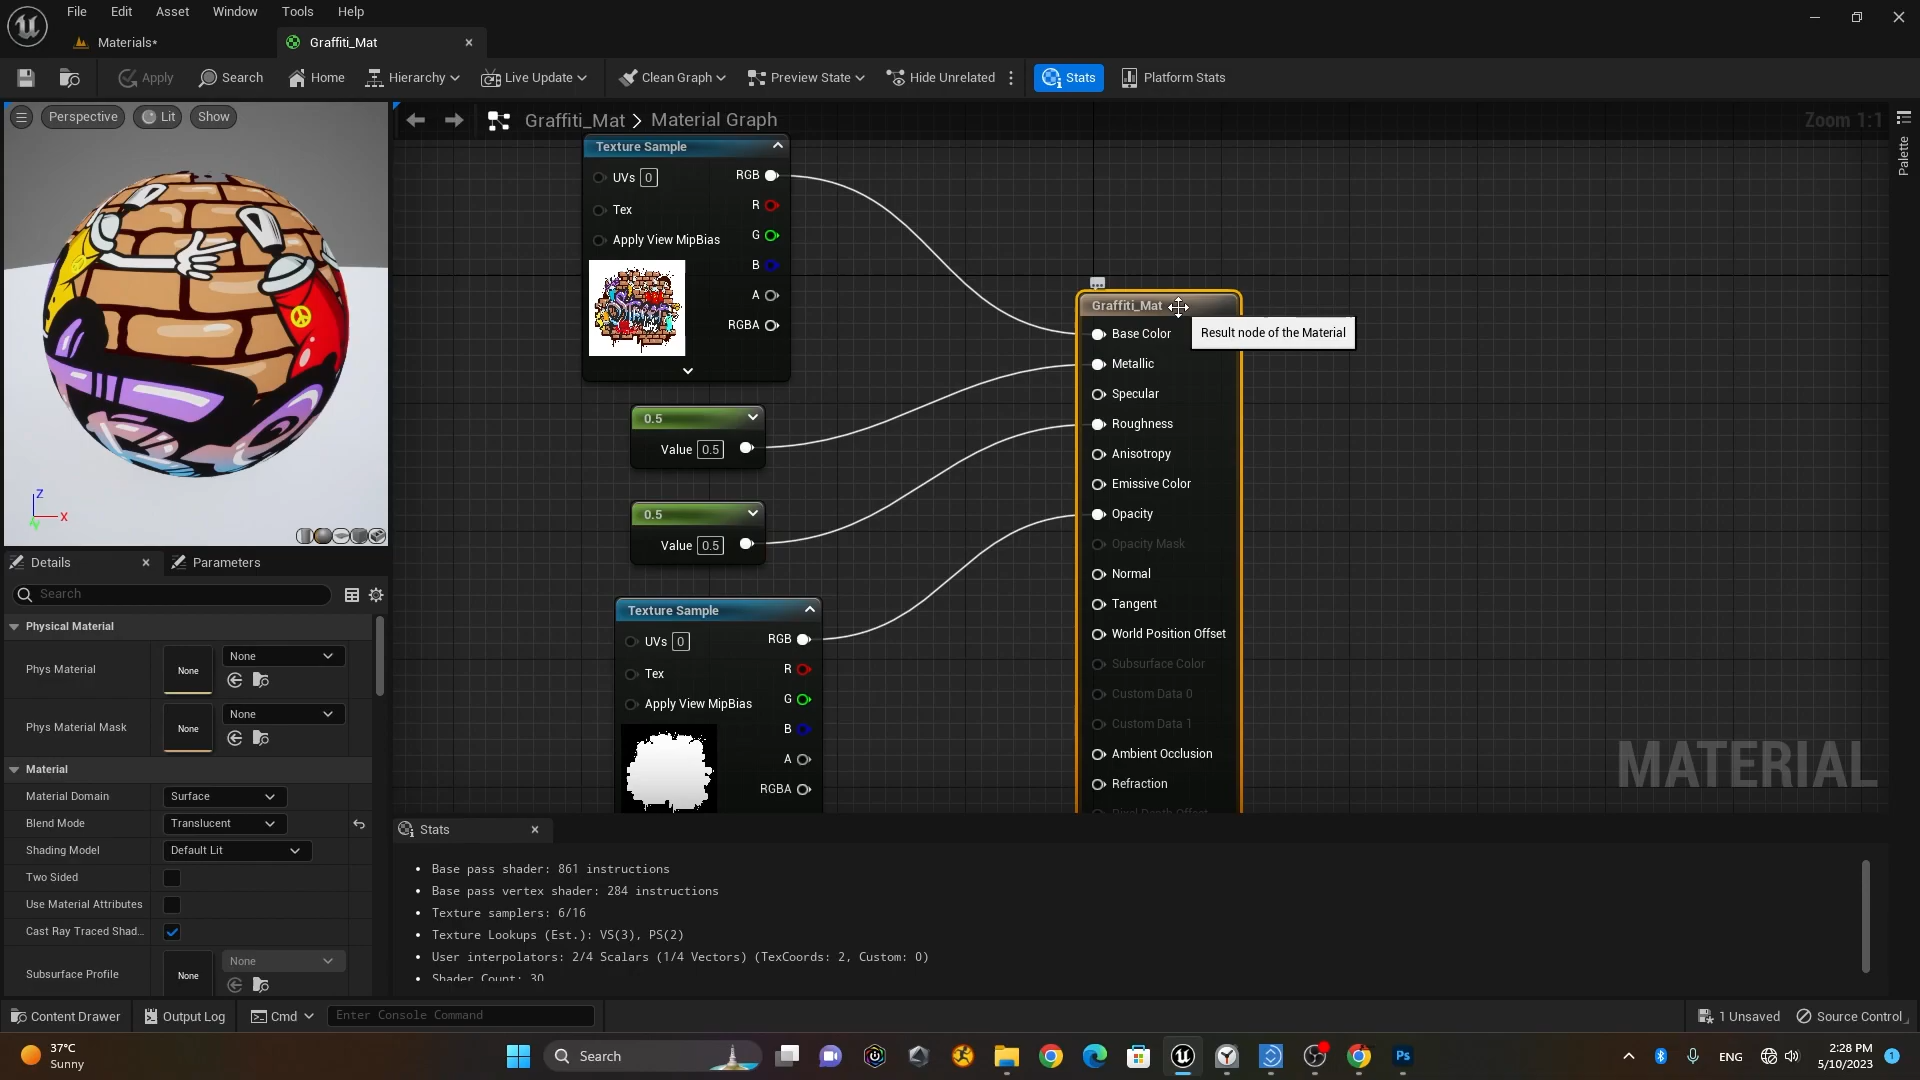 File Edit Asset Window Tools Help
Materials*
Graffiti_Mat
Apply Search Home Hierarchy Live Update Clean Graph Preview State Hide Unrelated Stats Platform Stats
Perspective Lit Show
Graffiti_Mat > Material Graph
Zoom 1:1
Palette
Texture Sample
UVs 0
RGB
R
Tex
G
Apply View MipBias
B
A
RGBA
0.5
Value 0.5
0.5
Value 0.5
Texture Sample
UVs 0
RGB
R
Tex
G
Apply View MipBias
B
A
RGBA
Graffiti_Mat
Result node of the Material
Base Color
Metallic
Specular
Roughness
Anisotropy
Emissive Color
Opacity
Opacity Mask
Normal
Tangent
World Position Offset
Subsurface Color
Custom Data 0
Custom Data 1
Ambient Occlusion
Refraction
Pixel Depth Offset
MATERIAL
Z
X
Details
Parameters
Search
Physical Material
Phys Material None None
Phys Material Mask None None
Material
Material Domain Surface
Blend Mode Translucent
Shading Model Default Lit
Two Sided
Use Material Attributes
Cast Ray Traced Shad...
Subsurface Profile None None
Stats
Base pass shader: 861 instructions
Base pass vertex shader: 284 instructions
Texture samplers: 6/16
Texture Lookups (Est.): VS(3), PS(2)
User interpolators: 2/4 Scalars (1/4 Vectors) (TexCoords: 2, Custom: 0)
Shader Count: 30
Content Drawer Output Log Cmd Enter Console Command 1 Unsaved Source Control
37°C
Sunny
Search
Ps
ENG
2:28 PM
5/10/2023
1